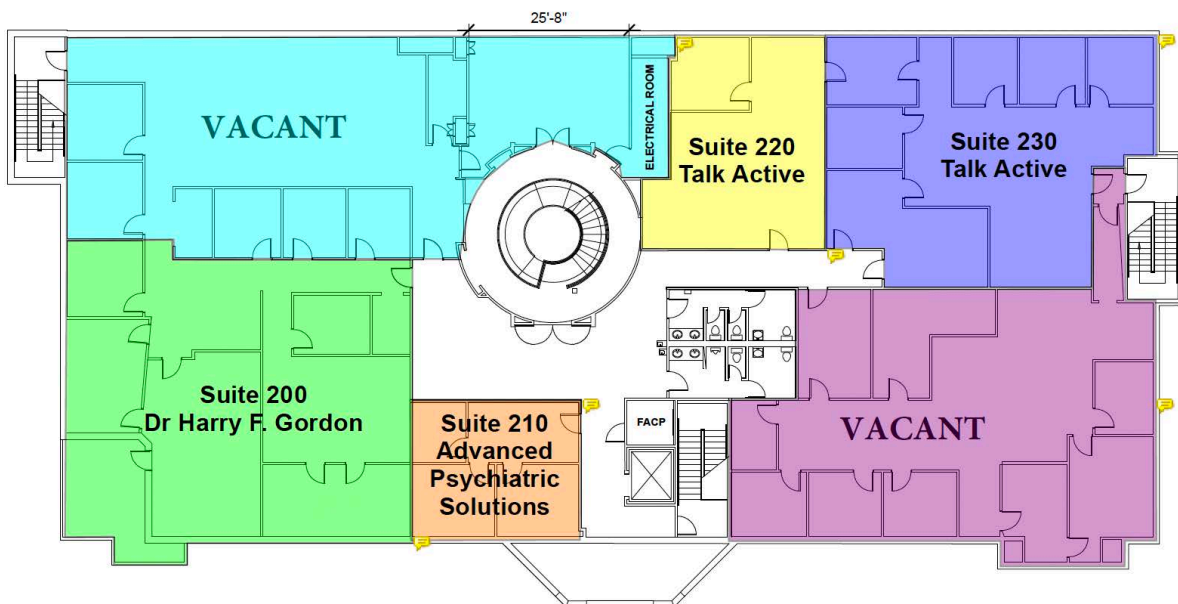 25'-8"
VACANT
ELECTRICAL ROOM
Suite 220
Talk Active
Suite 230
Talk Active
Suite 200
Dr Harry F. Gordon
Suite 210
Advanced
Psychiatric
Solutions
FACP
VACANT